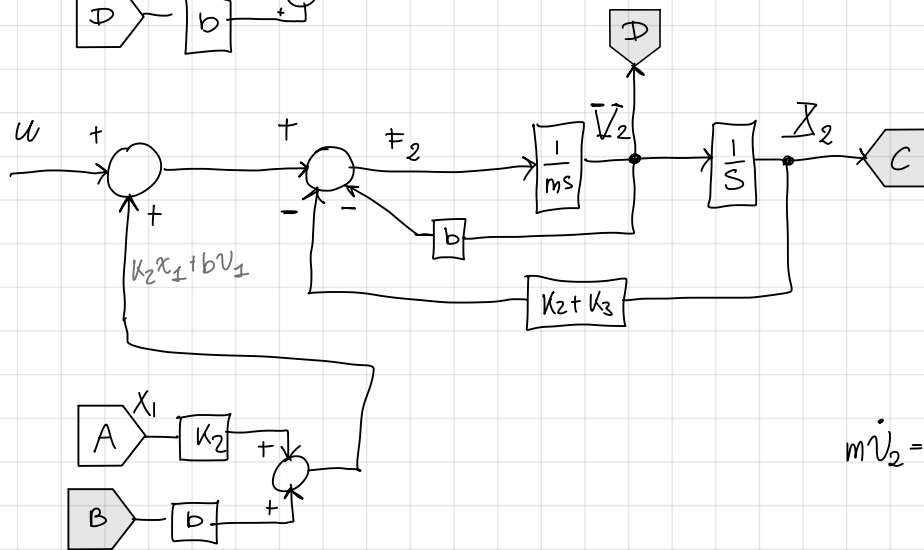 D b +
D
u + + F₂ 1/ms V₂ 1/s X₂ C
+ - - b
K₂x₁+bv₁
K₂+K₃
A X₁ K₂ +
mv̇₂=
B b +